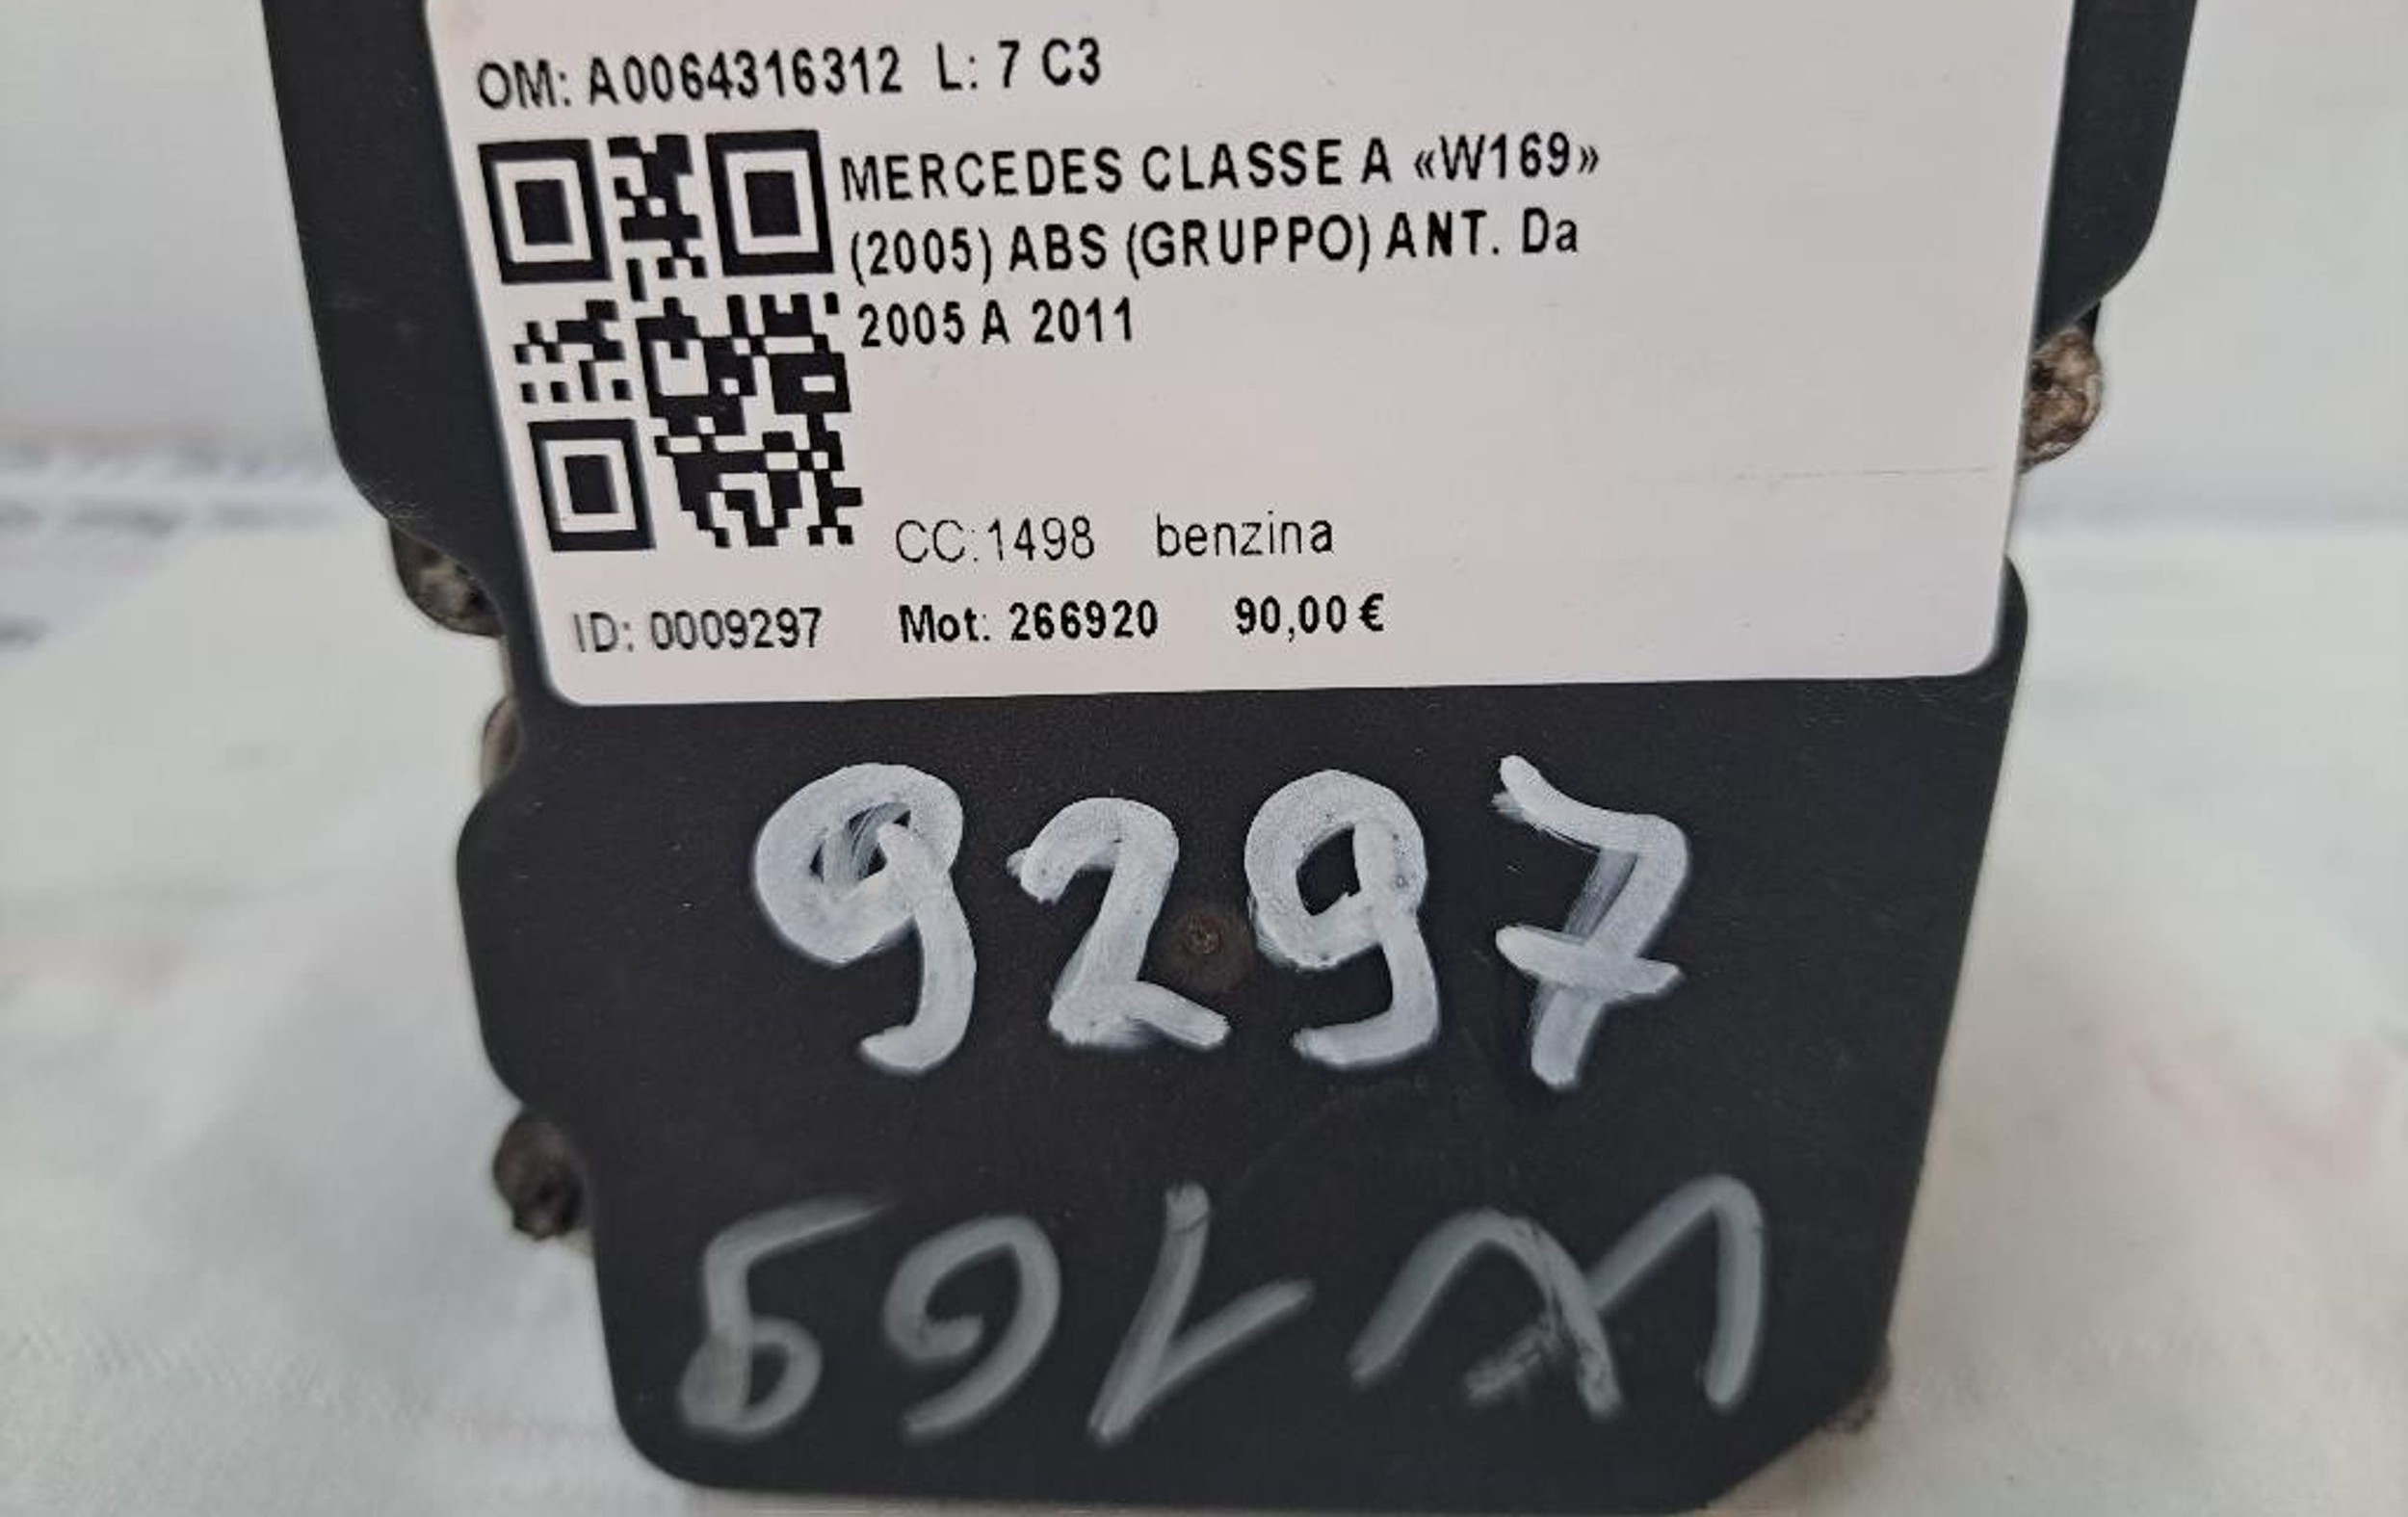 OM: A0064316312 L: 7 C3
MERCEDES CLASSE A «W169»
(2005) ABS (GRUPPO) ANT. Da
2005 A 2011
CC:1498 benzina
ID: 0009297 Mot: 266920 90,00 €
9297
W169